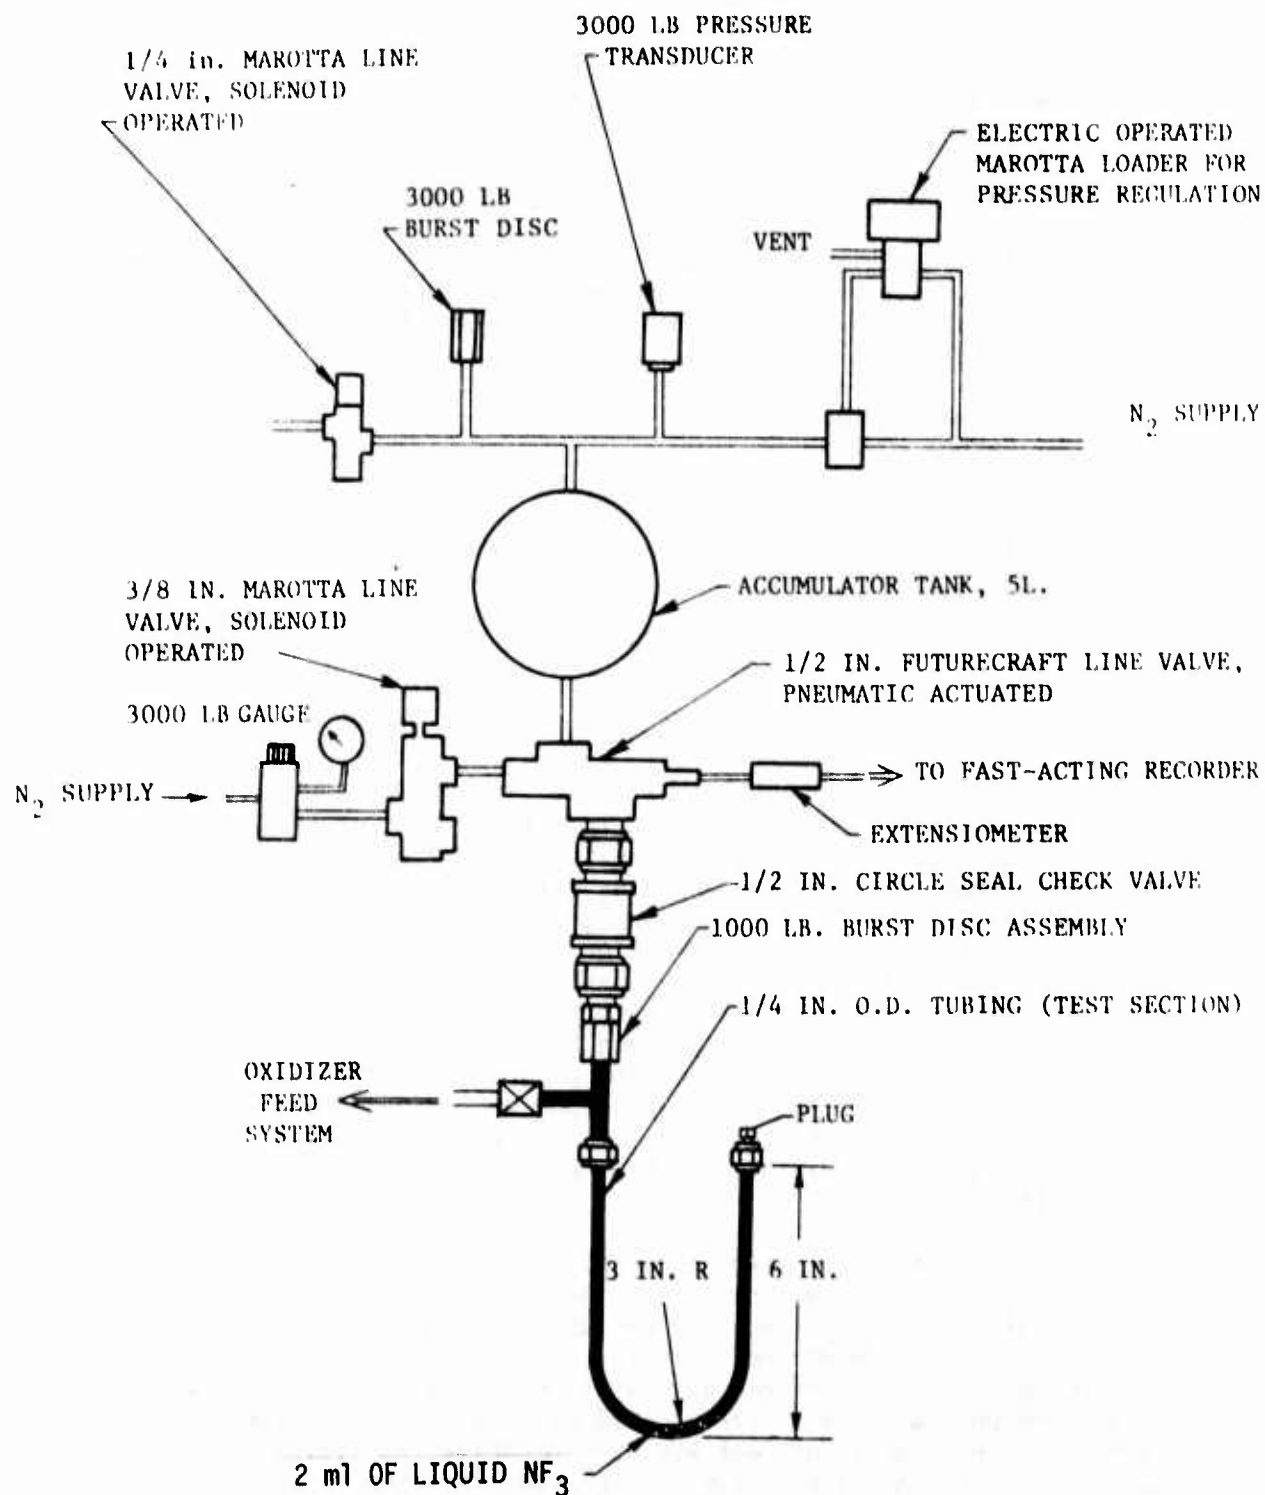 3000 LB PRESSURE
TRANSDUCER
1/4 in. MAROTTA LINE
VALVE, SOLENOID
OPERATED
ELECTRIC OPERATED
MAROTTA LOADER FOR
PRESSURE REGULATION
3000 LB
BURST DISC
VENT
N2 SUPPLY
3/8 IN. MAROTTA LINE
VALVE, SOLENOID
OPERATED
ACCUMULATOR TANK, 5L.
1/2 IN. FUTURECRAFT LINE VALVE,
PNEUMATIC ACTUATED
3000 LB GAUGE
N2 SUPPLY
TO FAST-ACTING RECORDER
EXTENSIOMETER
1/2 IN. CIRCLE SEAL CHECK VALVE
1000 LB. BURST DISC ASSEMBLY
1/4 IN. O.D. TUBING (TEST SECTION)
OXIDIZER
FEED
SYSTEM
PLUG
3 IN. R
6 IN.
2 ml OF LIQUID NF3